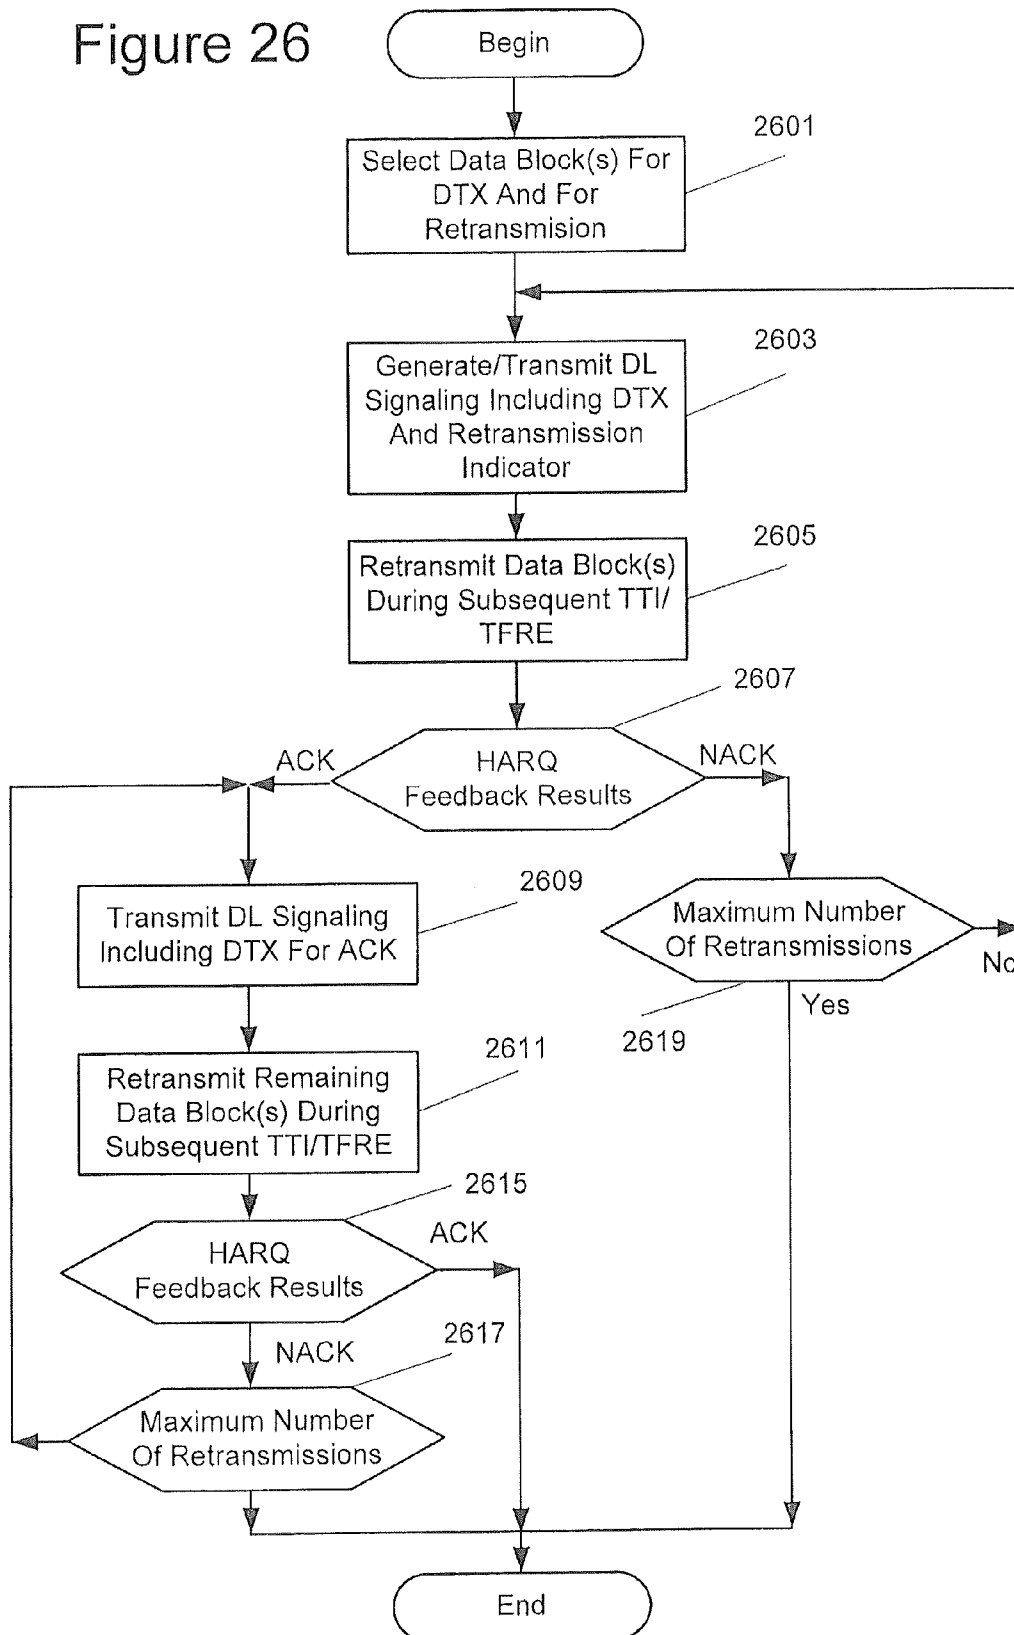 Figure 26
Begin
2601
Select Data Block(s) For
DTX And For
Retransmision
2603
Generate/Transmit DL
Signaling Including DTX
And Retransmission
Indicator
2605
Retransmit Data Block(s)
During Subsequent TTI/
TFRE
2607
ACK
HARQ
Feedback Results
NACK
2609
Transmit DL Signaling
Including DTX For ACK
Maximum Number
Of Retransmissions
No
Yes
2619
2611
Retransmit Remaining
Data Block(s) During
Subsequent TTI/TFRE
2615
HARQ
Feedback Results
ACK
NACK
2617
Maximum Number
Of Retransmissions
End